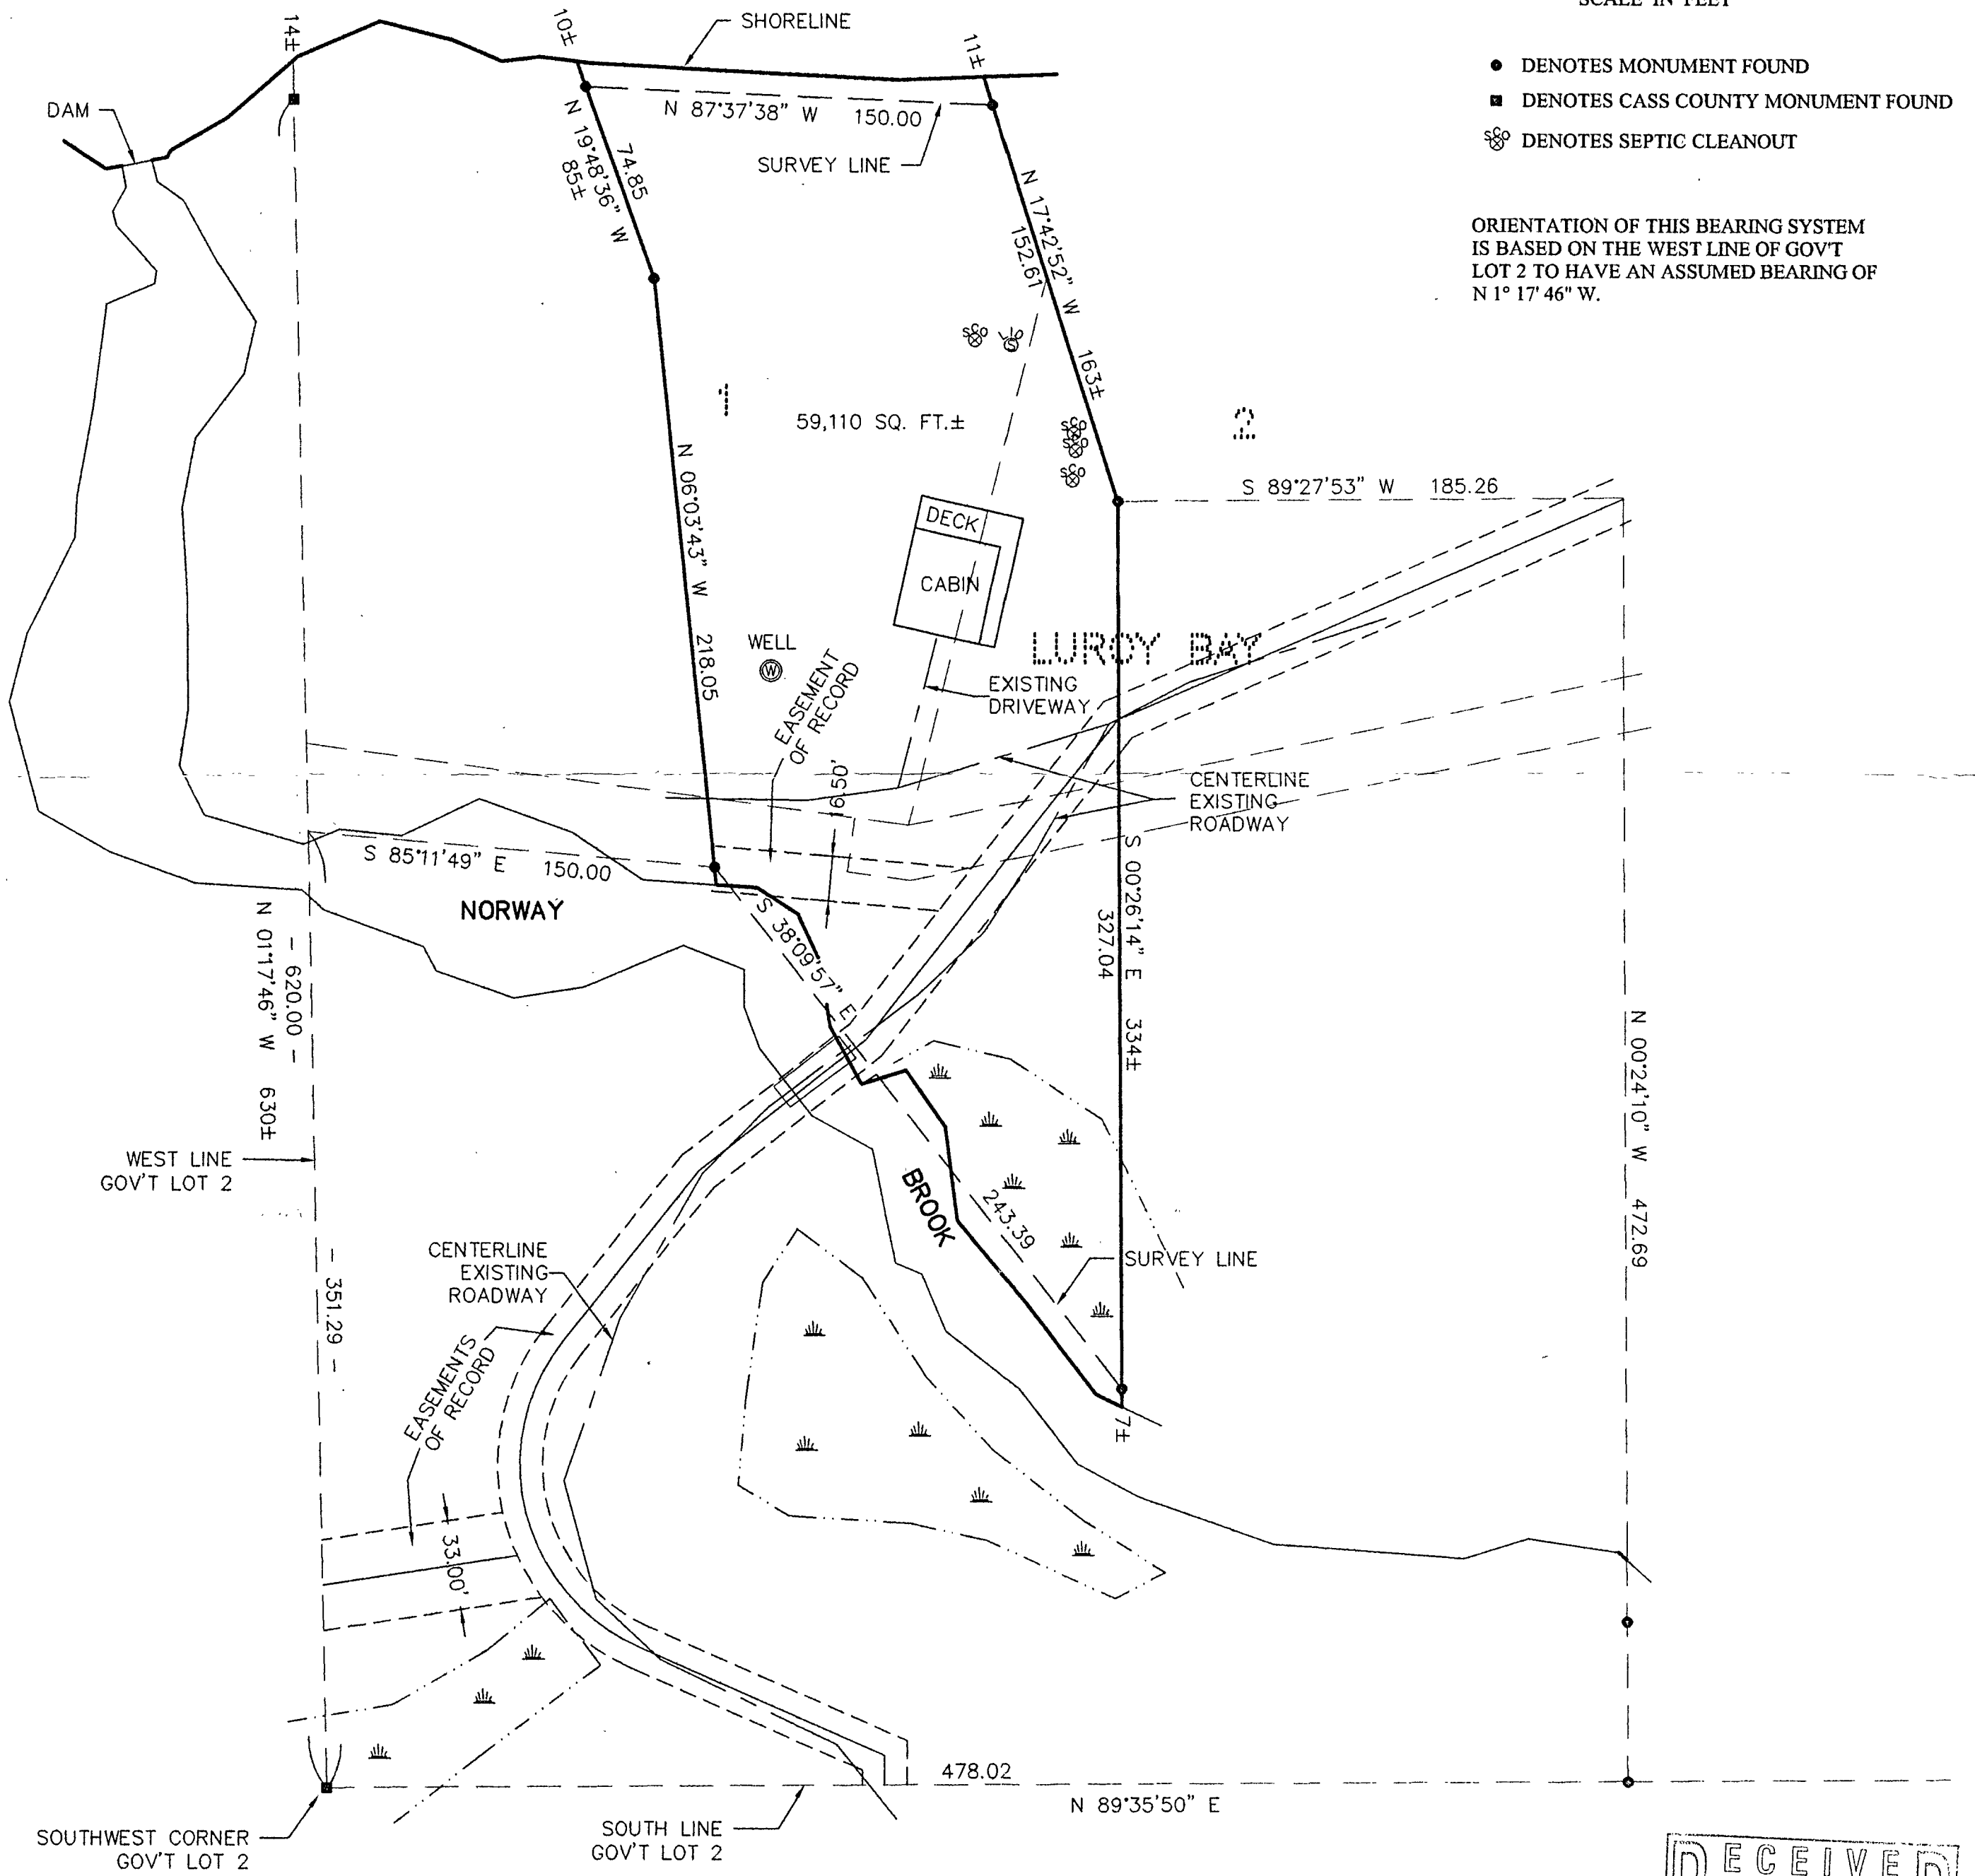 SCALE IN FEET
14±
10±
SHORELINE
11±
DENOTES MONUMENT FOUND
DENOTES CASS COUNTY MONUMENT FOUND
SCO DENOTES SEPTIC CLEANOUT
DAM
N 87°37'38" W 150.00
SURVEY LINE
N 19°48'36" W
74.85
85±
N 17°42'52" W
152.61
163±
ORIENTATION OF THIS BEARING SYSTEM
IS BASED ON THE WEST LINE OF GOV'T
LOT 2 TO HAVE AN ASSUMED BEARING OF
N 1° 17' 46" W.
SCO
S
1
59,110 SQ. FT.±
2
SCO
SCO
SCO
S 89°27'53" W 185.26
DECK
CABIN
N 06°03'43" W 218.05
WELL
W
LUROY BAY
EASEMENT
OF RECORD
EXISTING
DRIVEWAY
16.50'
CENTERLINE
EXISTING
ROADWAY
S 85°11'49" E 150.00
NORWAY
S 38°09'57" E
243.39
S 00°26'14" E 334±
327.04
- 620.00 -
N 01°17'46" W 630±
N 00°24'10" W 472.69
WEST LINE
GOV'T LOT 2
BROOK
SURVEY LINE
CENTERLINE
EXISTING
ROADWAY
- 351.29 -
EASEMENTS
OF RECORD
7±
33.00'
478.02
N 89°35'50" E
SOUTHWEST CORNER
GOV'T LOT 2
SOUTH LINE
GOV'T LOT 2